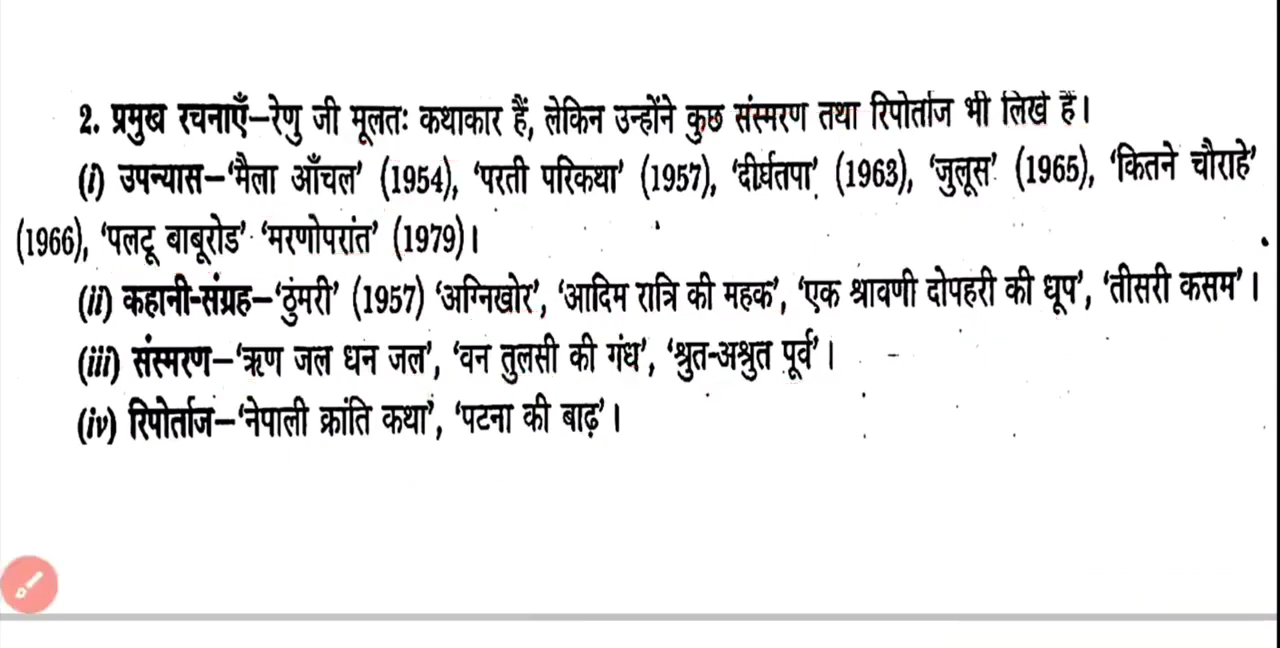 2. प्रमुख रचनाएँ–रेणु जी मूलतः कथाकार हैं, लेकिन उन्होंने कुछ संस्मरण तथा रिपोर्ताज भी लिखे हैं।
(i) उपन्यास–‘मैला आँचल’ (1954), ‘परती परिकथा’ (1957), ‘दीर्घतपा’ (1963), ‘जुलूस’ (1965), ‘कितने चौराहे’
(1966), ‘पलटू बाबूरोड’ ‘मरणोपरांत’ (1979)।
(ii) कहानी-संग्रह–‘ठुंमरी’ (1957) ‘अग्निखोर’, ‘आदिम रात्रि की महक’, ‘एक श्रावणी दोपहरी की धूप’, ‘तीसरी कसम’।
(iii) संस्मरण–‘ऋण जल धन जल’, ‘वन तुलसी की गंध’, ‘श्रुत-अश्रुत पूर्व’।
(iv) रिपोर्ताज–‘नेपाली क्रांति कथा’, ‘पटना की बाढ़’।